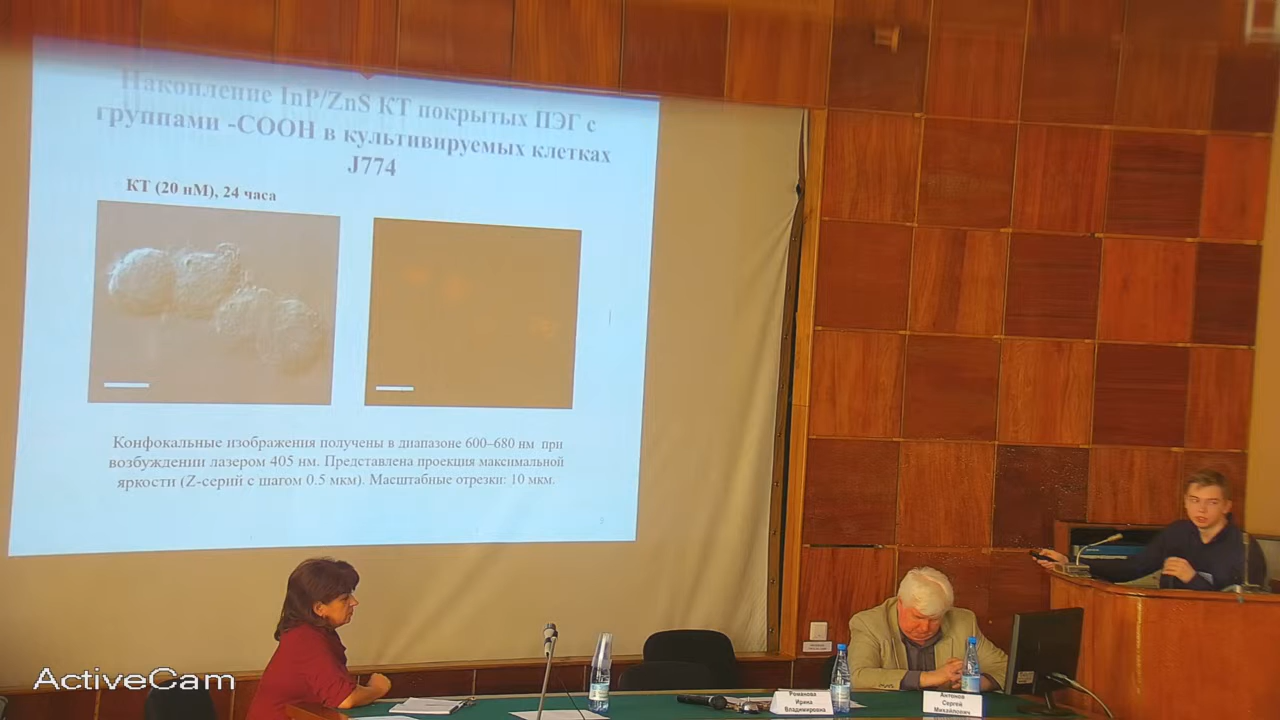 Накопление InP/ZnS КТ покрытых ПЭГ с
группами -COOH в культивируемых клетках
J774
КТ (20 нМ), 24 часа
Конфокальные изображения получены в диапазоне 600–680 нм при
возбуждении лазером 405 нм. Представлена проекция максимальной
яркости (Z-серий с шагом 0.5 мкм). Масштабные отрезки: 10 мкм.
Романова
Ирина
Владимировна
Антонов
Сергей
Михайлович
ActiveCam